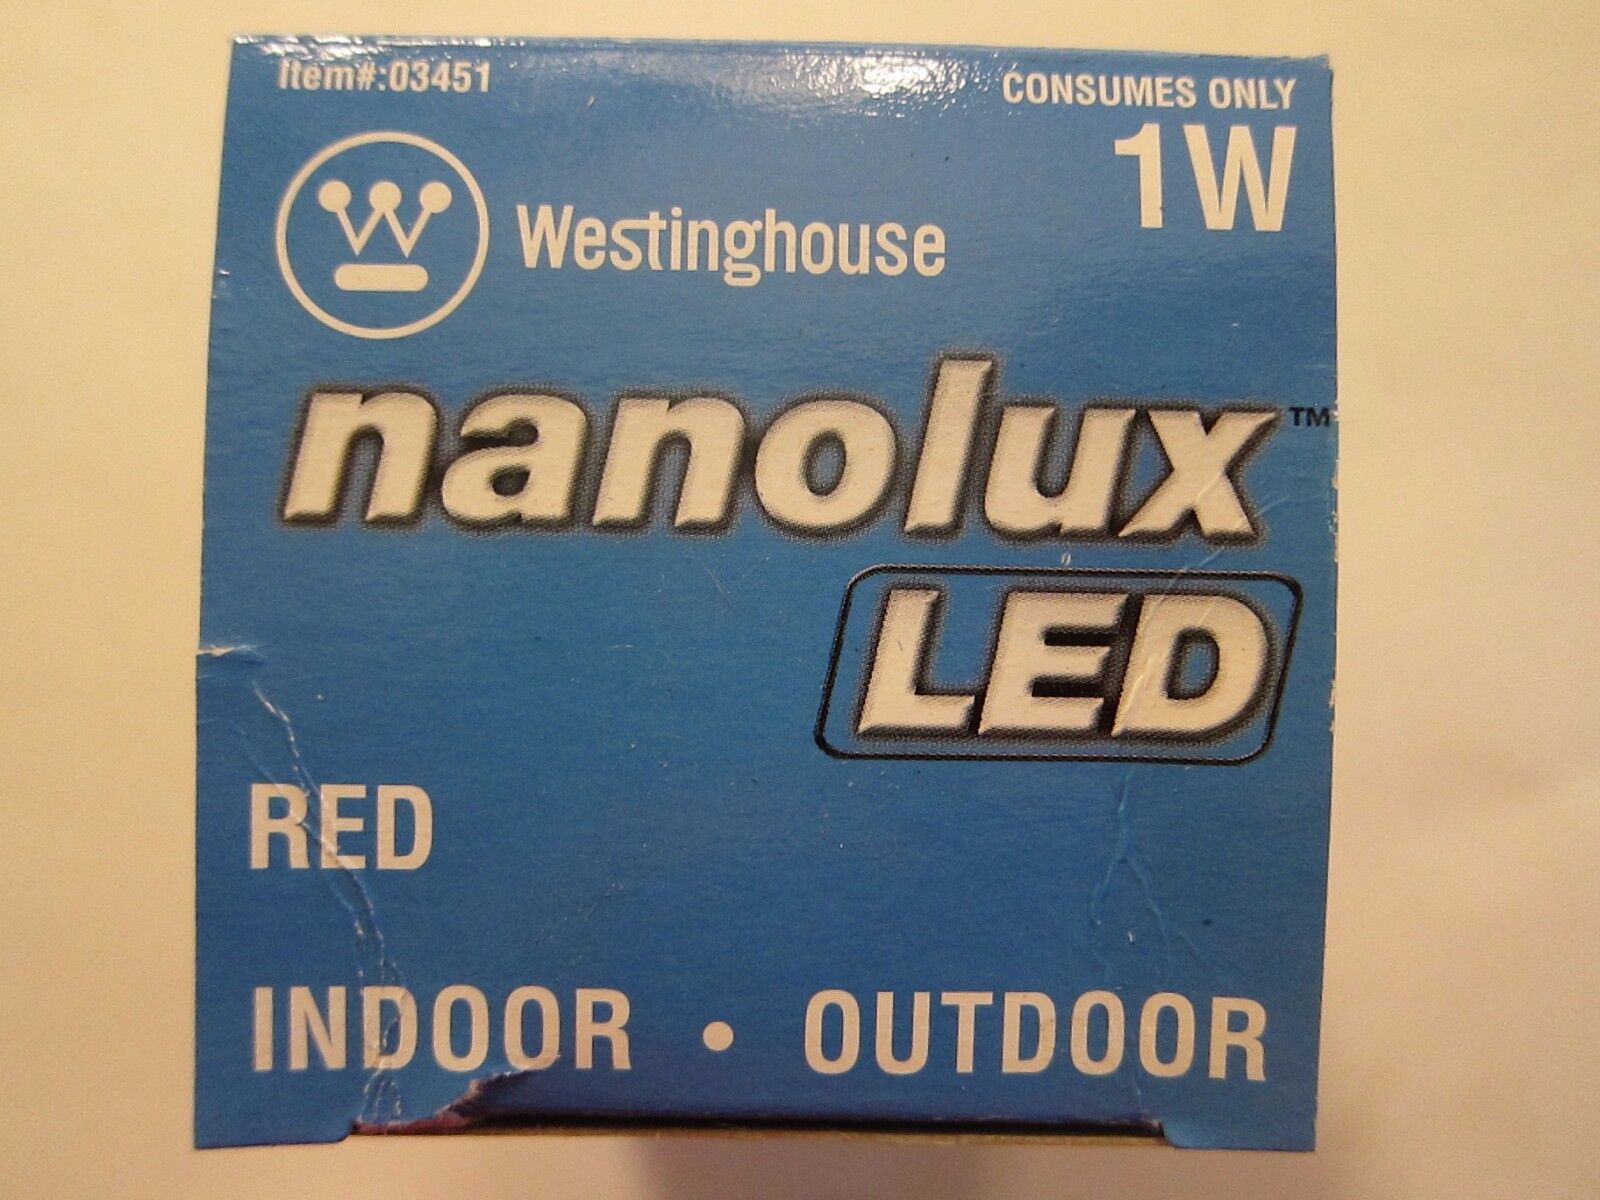 Item#:03451
CONSUMES ONLY
1W
Westinghouse
nanolux™
LED
RED
INDOOR • OUTDOOR